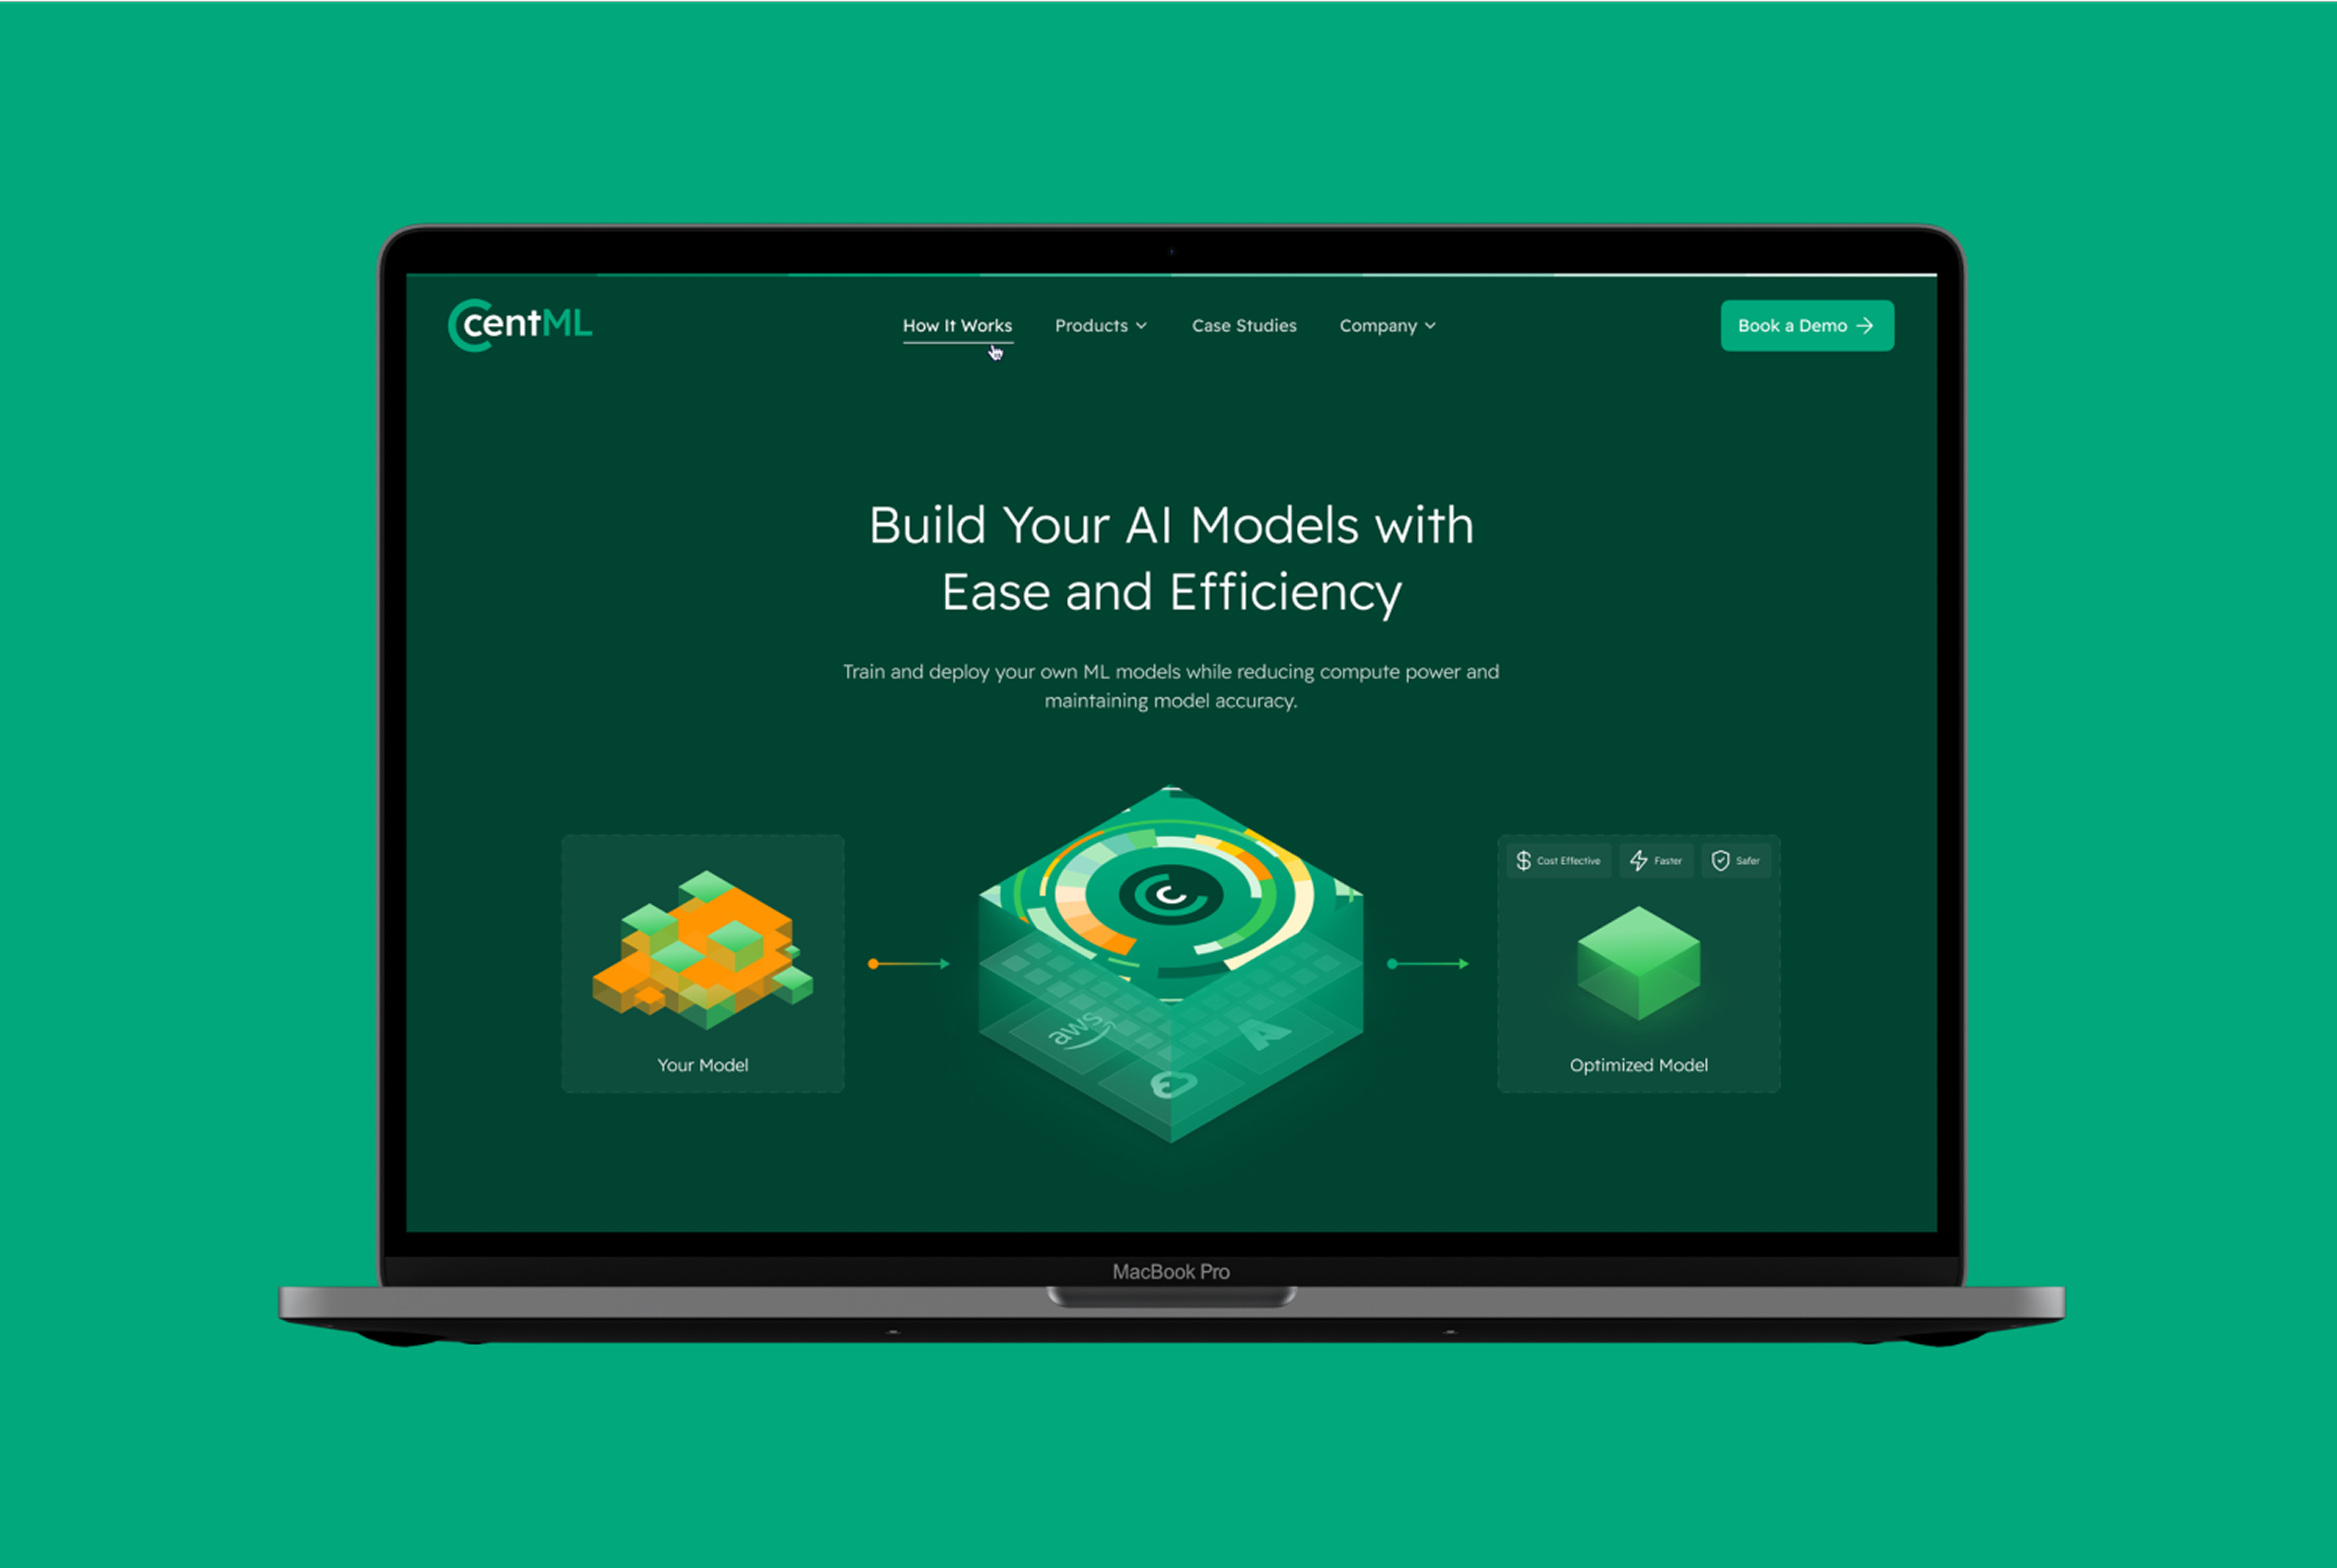 centML
How It Works
Products
Case Studies
Company
Book a Demo
Build Your AI Models with
Ease and Efficiency
Train and deploy your own ML models while reducing compute power and
maintaining model accuracy.
Cost Effective
Faster
Safer
aws
Your Model
Optimized Model
MacBook Pro